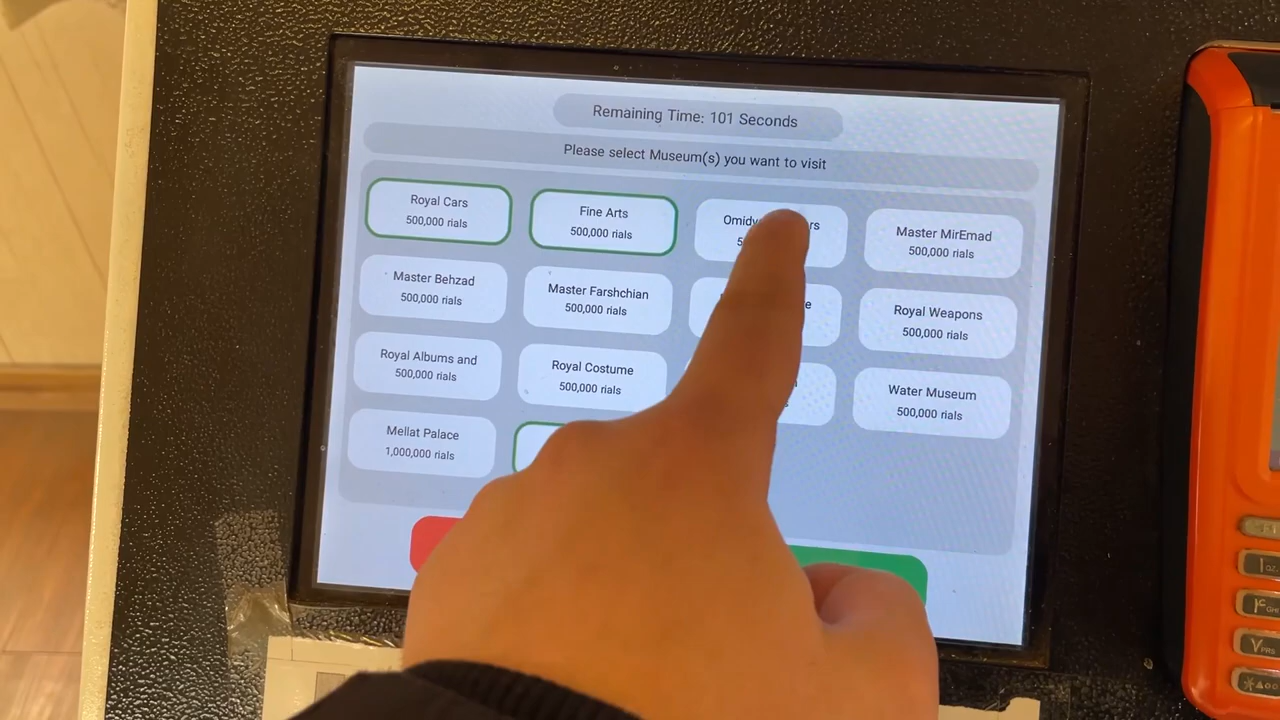 Remaining Time: 101 Seconds
Please select Museum(s) you want to visit
Royal Cars
500,000 rials
Fine Arts
500,000 rials
Master MirEmad
500,000 rials
Master Behzad
500,000 rials
Master Farshchian
500,000 rials
Royal Weapons
500,000 rials
Royal Albums and
500,000 rials
Royal Costume
500,000 rials
Water Museum
500,000 rials
Mellat Palace
1,000,000 rials